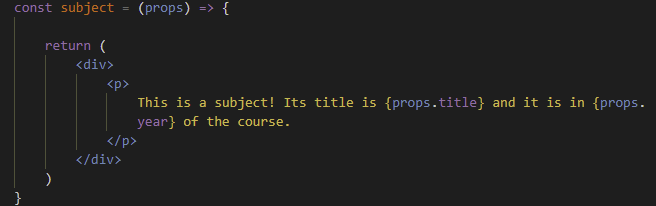 const subject = (props) => {
return (
<div>
<p>
This is a subject! Its title is {props.title} and it is in {props.
year} of the course.
</p>
</div>
)
}